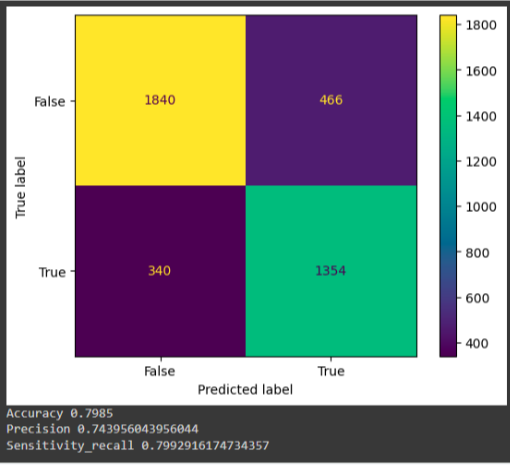 1800
False
1840
466
1600
1400
True label
1200
1000
800
True
340
1354
600
400
False
True
Predicted label
Accuracy 0.7985
Precision 0.743956043956044
Sensitivity_recall 0.7992916174734357